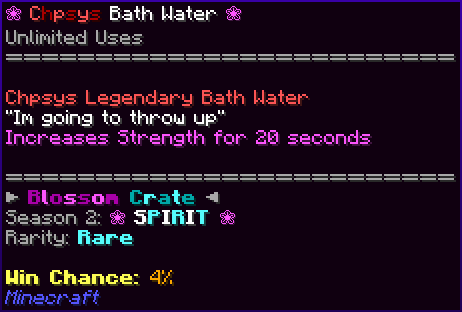 ❀ Chpsys Bath Water ❀
Unlimited Uses
==============================
Chpsys Legendary Bath Water
"Im going to throw up"
Increases Strength for 20 seconds
==============================
► Blossom Crate ◄
Season 2: ❀ SPIRIT ❀
Rarity: Rare
Win Chance: 4%
Minecraft